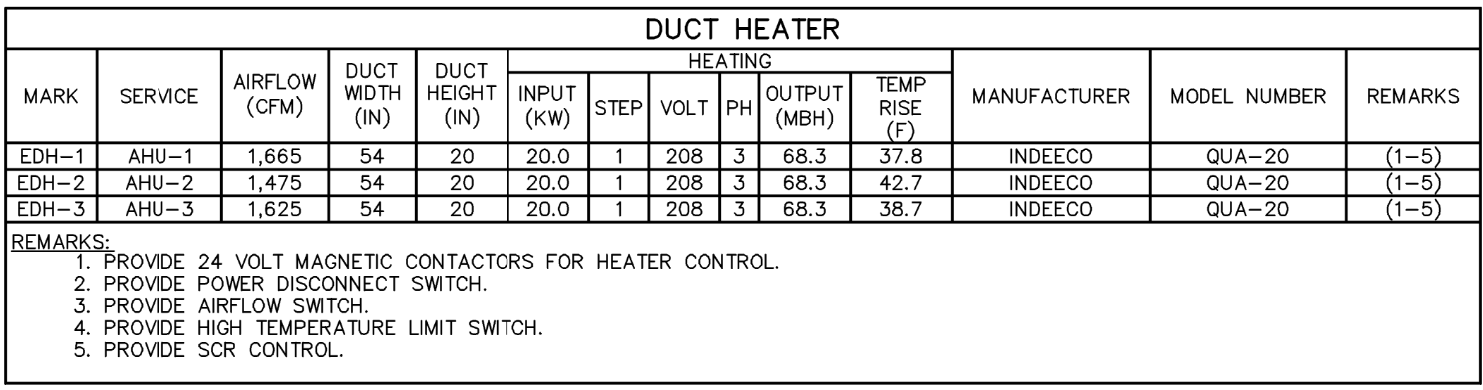 DUCT HEATER
MARK SERVICE AIRFLOW (CFM) DUCT WIDTH (IN) DUCT HEIGHT (IN) HEATING INPUT (KW) STEP VOLT PH OUTPUT (MBH) TEMP RISE (F) MANUFACTURER MODEL NUMBER REMARKS
EDH-1 AHU-1 1,665 54 20 20.0 1 208 3 68.3 37.8 INDEECO QUA-20 (1-5)
EDH-2 AHU-2 1,475 54 20 20.0 1 208 3 68.3 42.7 INDEECO QUA-20 (1-5)
EDH-3 AHU-3 1,625 54 20 20.0 1 208 3 68.3 38.7 INDEECO QUA-20 (1-5)
REMARKS:
1. PROVIDE 24 VOLT MAGNETIC CONTACTORS FOR HEATER CONTROL.
2. PROVIDE POWER DISCONNECT SWITCH.
3. PROVIDE AIRFLOW SWITCH.
4. PROVIDE HIGH TEMPERATURE LIMIT SWITCH.
5. PROVIDE SCR CONTROL.